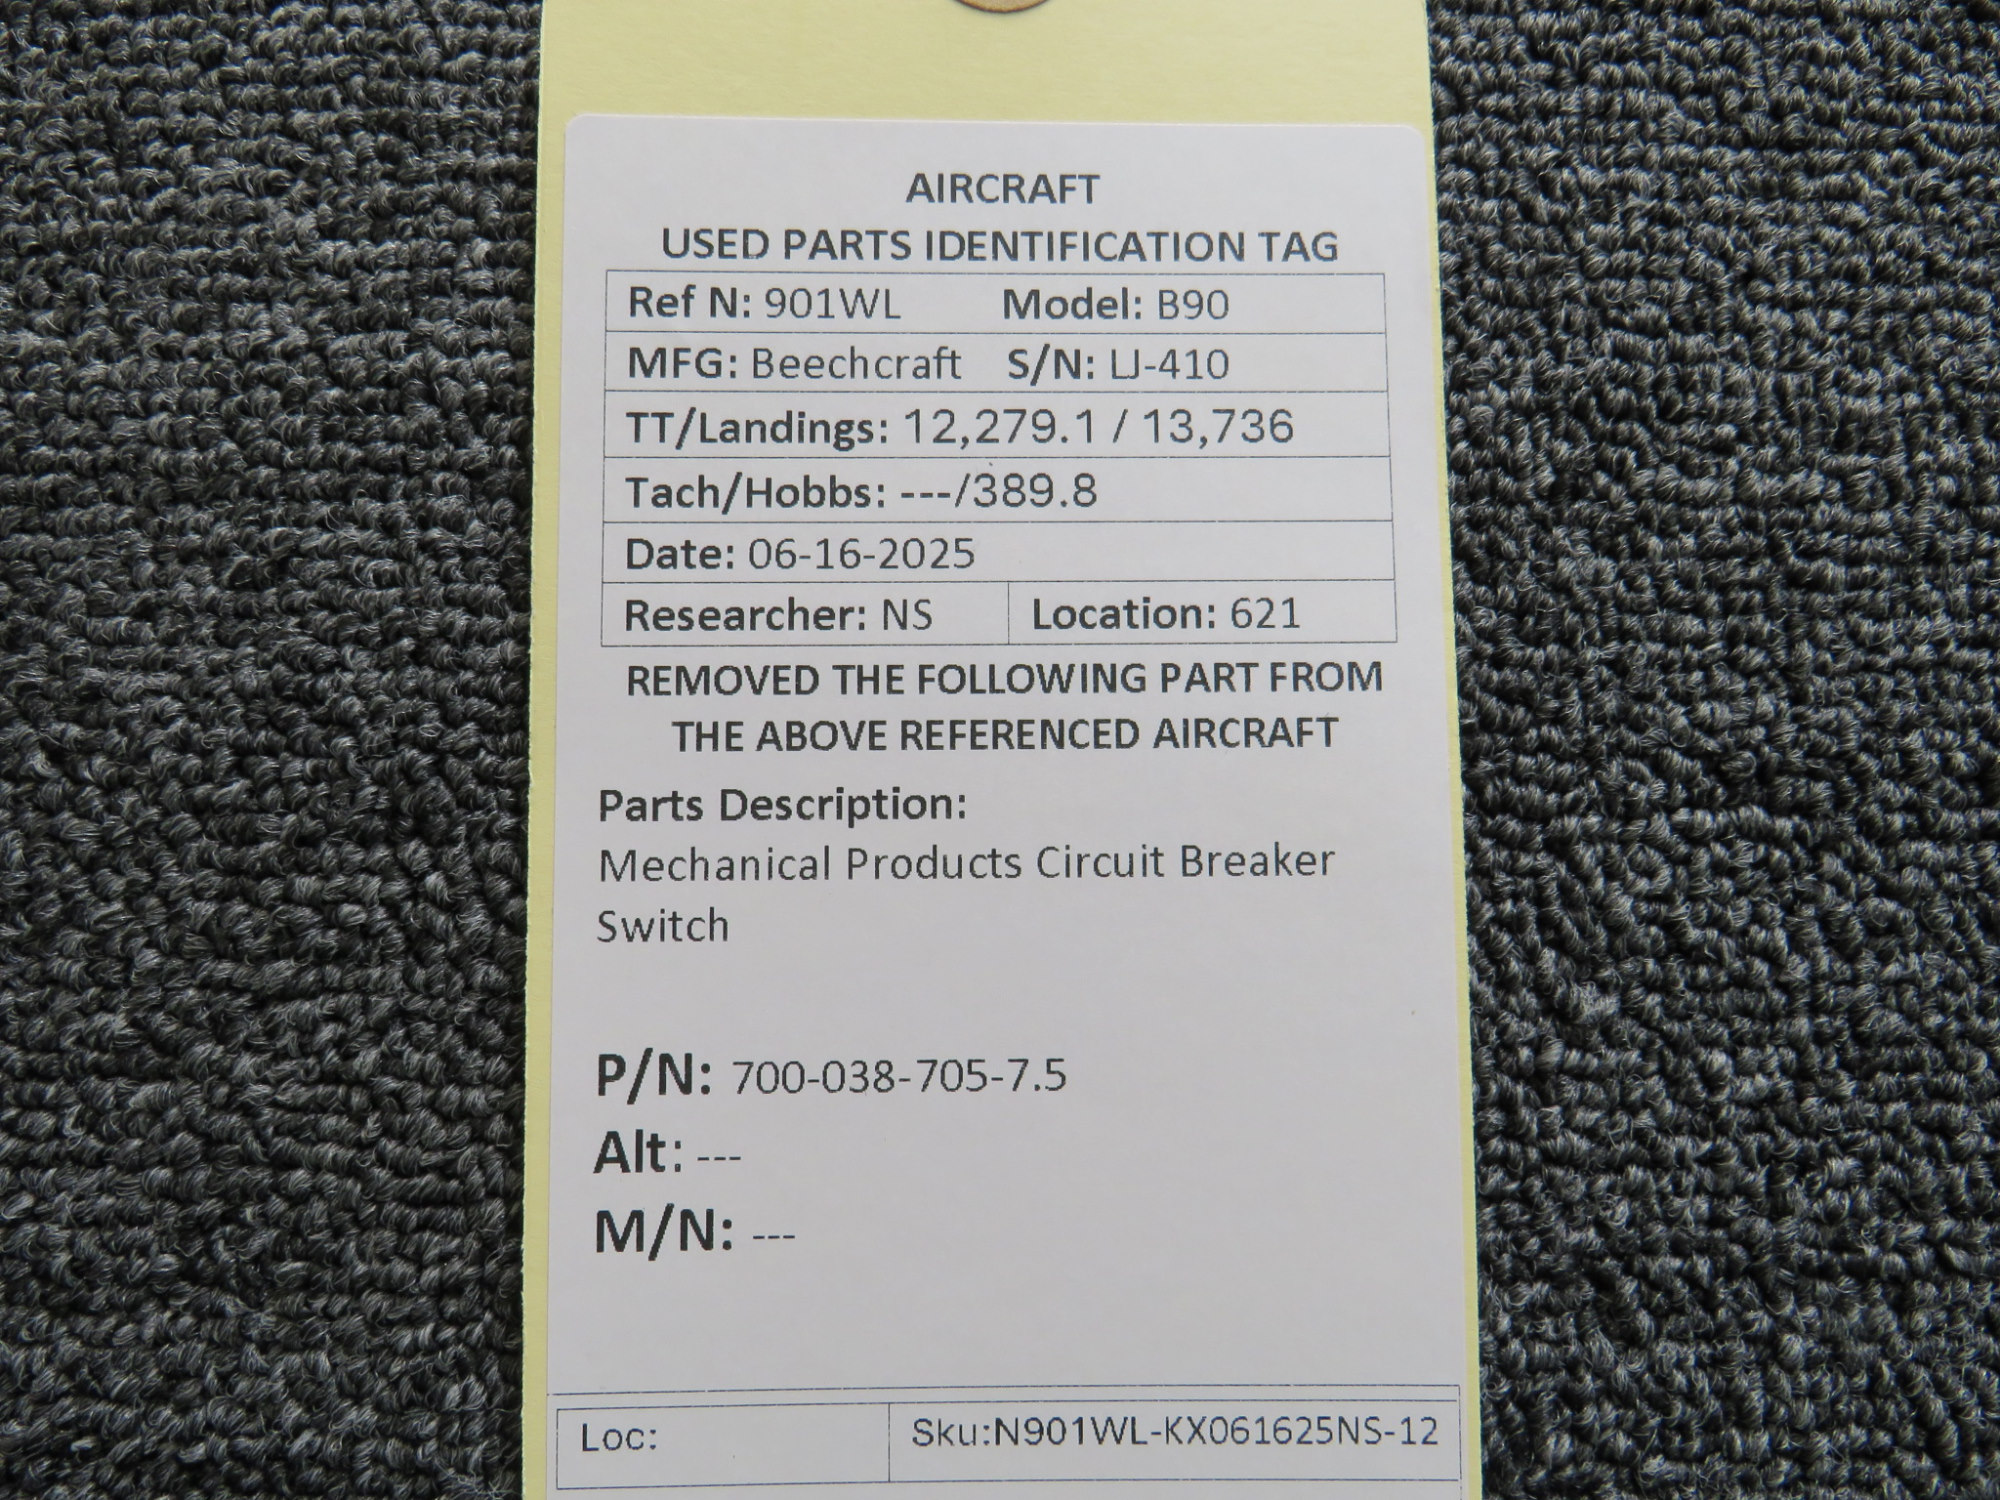 AIRCRAFT
USED PARTS IDENTIFICATION TAG
Ref N: 901WL Model: B90
MFG: Beechcraft S/N: LJ-410
TT/Landings: 12,279.1 / 13,736
Tach/Hobbs: ---/389.8
Date: 06-16-2025
Researcher: NS Location: 621
REMOVED THE FOLLOWING PART FROM
THE ABOVE REFERENCED AIRCRAFT
Parts Description:
Mechanical Products Circuit Breaker
Switch
P/N: 700-038-705-7.5
Alt: ---
M/N: ---
Loc: Sku:N901WL-KX061625NS-12